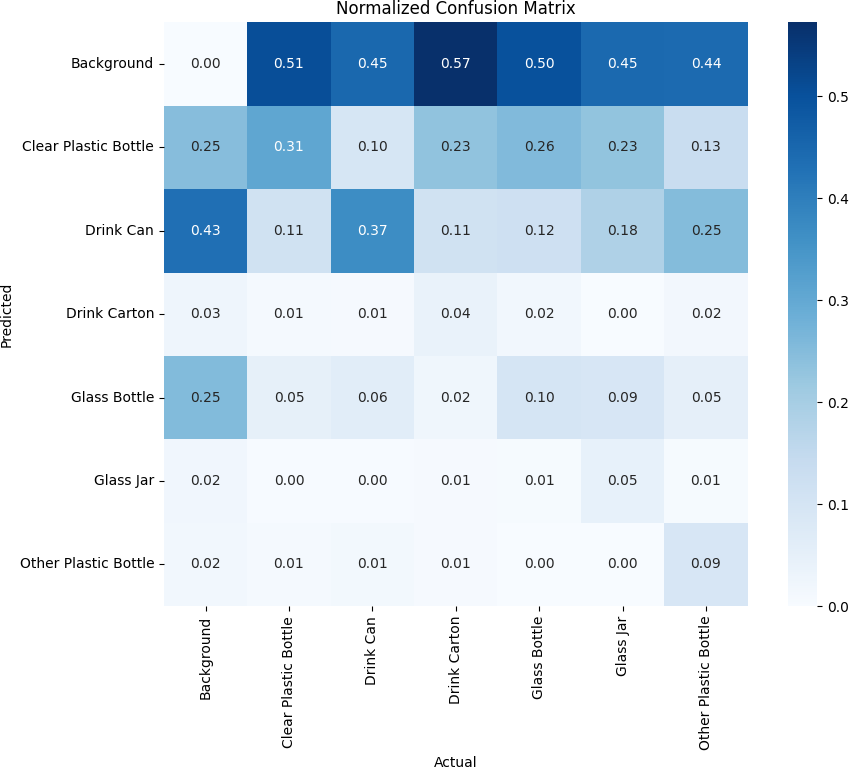 Normalized Confusion Matrix
Background 0.00 0.51 0.45 0.57 0.50 0.45 0.44
Clear Plastic Bottle 0.25 0.31 0.10 0.23 0.26 0.23 0.13
Drink Can 0.43 0.11 0.37 0.11 0.12 0.18 0.25
Drink Carton 0.03 0.01 0.01 0.04 0.02 0.00 0.02
Glass Bottle 0.25 0.05 0.06 0.02 0.10 0.09 0.05
Glass Jar 0.02 0.00 0.00 0.01 0.01 0.05 0.01
Other Plastic Bottle 0.02 0.01 0.01 0.01 0.00 0.00 0.09
Predicted
Background
Clear Plastic Bottle
Drink Can
Drink Carton
Glass Bottle
Glass Jar
Other Plastic Bottle
Actual
0.5
0.4
0.3
0.2
0.1
0.0